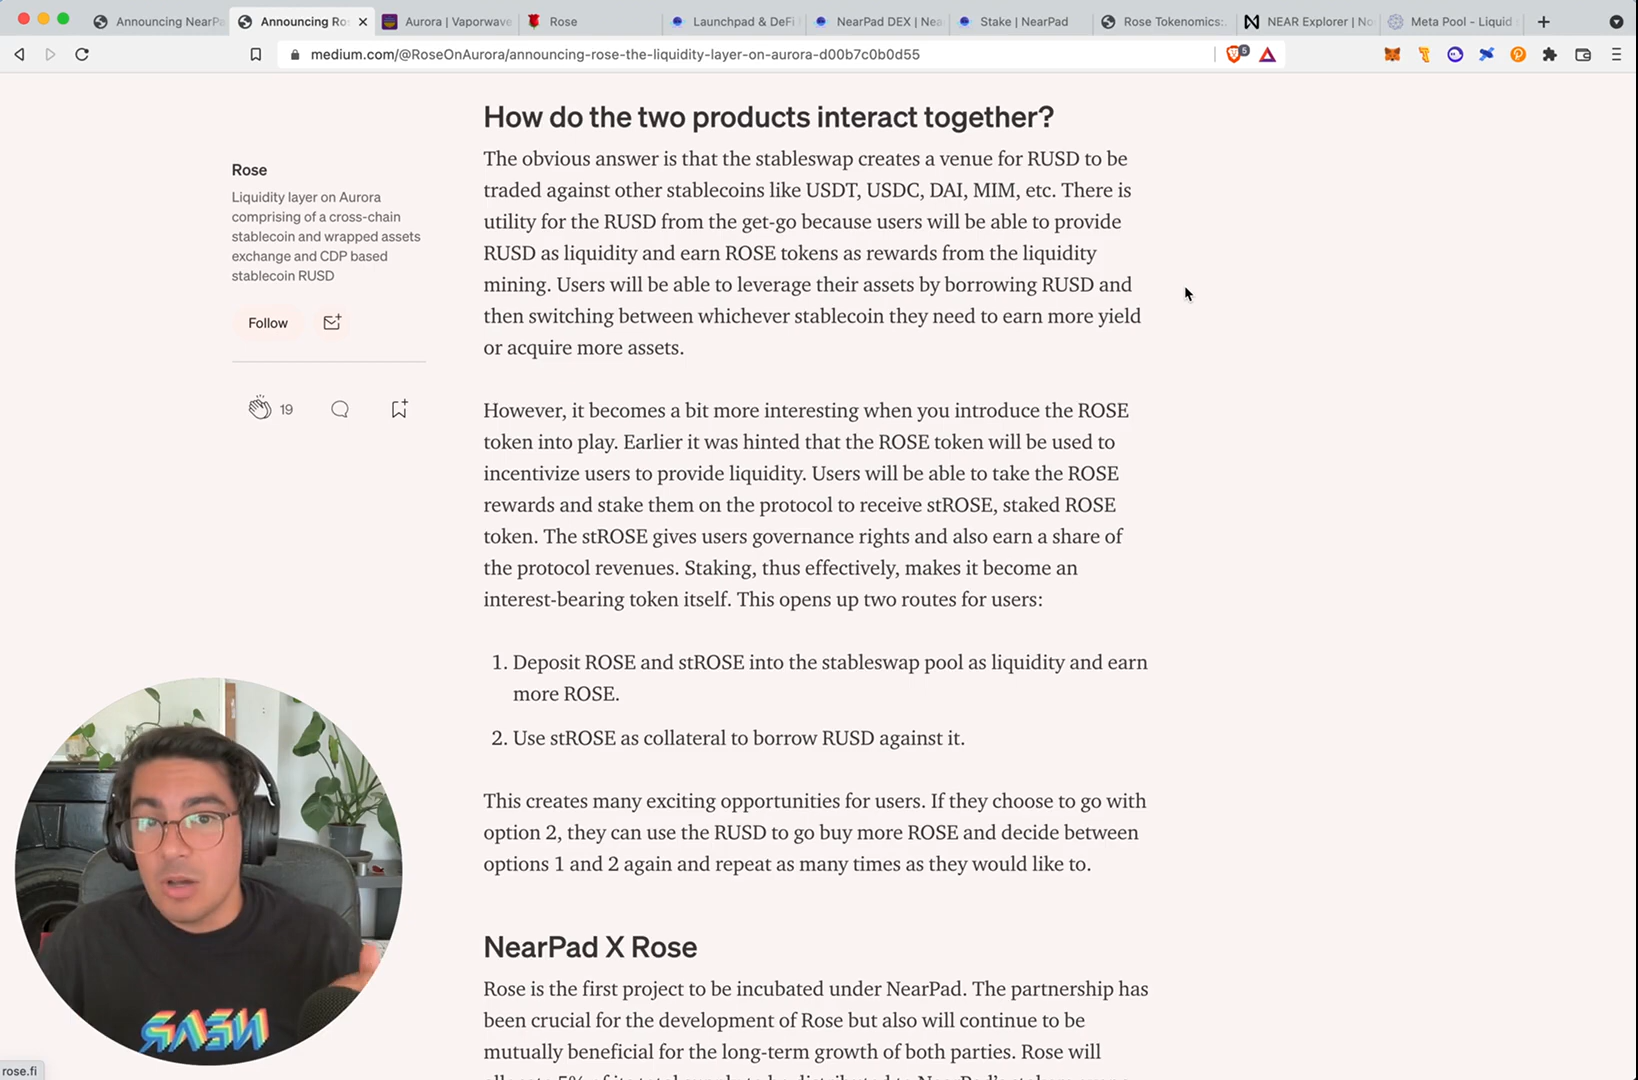 Announcing NearPa
Announcing Ros
Aurora | Vaporwave
Rose
Launchpad & DeFi
NearPad DEX | Nea
Stake | NearPad
Rose Tokenomics:
NEAR Explorer | No
Meta Pool - Liquid
medium.com/@RoseOnAurora/announcing-rose-the-liquidity-layer-on-aurora-d00b7c0b0d55
5
How do the two products interact together?
Rose
Liquidity layer on Aurora
comprising of a cross-chain
stablecoin and wrapped assets
exchange and CDP based
stablecoin RUSD
Follow
19
The obvious answer is that the stableswap creates a venue for RUSD to be
traded against other stablecoins like USDT, USDC, DAI, MIM, etc. There is
utility for the RUSD from the get-go because users will be able to provide
RUSD as liquidity and earn ROSE tokens as rewards from the liquidity
mining. Users will be able to leverage their assets by borrowing RUSD and
then switching between whichever stablecoin they need to earn more yield
or acquire more assets.
However, it becomes a bit more interesting when you introduce the ROSE
token into play. Earlier it was hinted that the ROSE token will be used to
incentivize users to provide liquidity. Users will be able to take the ROSE
rewards and stake them on the protocol to receive stROSE, staked ROSE
token. The stROSE gives users governance rights and also earn a share of
the protocol revenues. Staking, thus effectively, makes it become an
interest-bearing token itself. This opens up two routes for users:
1. Deposit ROSE and stROSE into the stableswap pool as liquidity and earn
more ROSE.
2. Use stROSE as collateral to borrow RUSD against it.
This creates many exciting opportunities for users. If they choose to go with
option 2, they can use the RUSD to go buy more ROSE and decide between
options 1 and 2 again and repeat as many times as they would like to.
NearPad X Rose
Rose is the first project to be incubated under NearPad. The partnership has
been crucial for the development of Rose but also will continue to be
mutually beneficial for the long-term growth of both parties. Rose will
NEAR
rose.fi